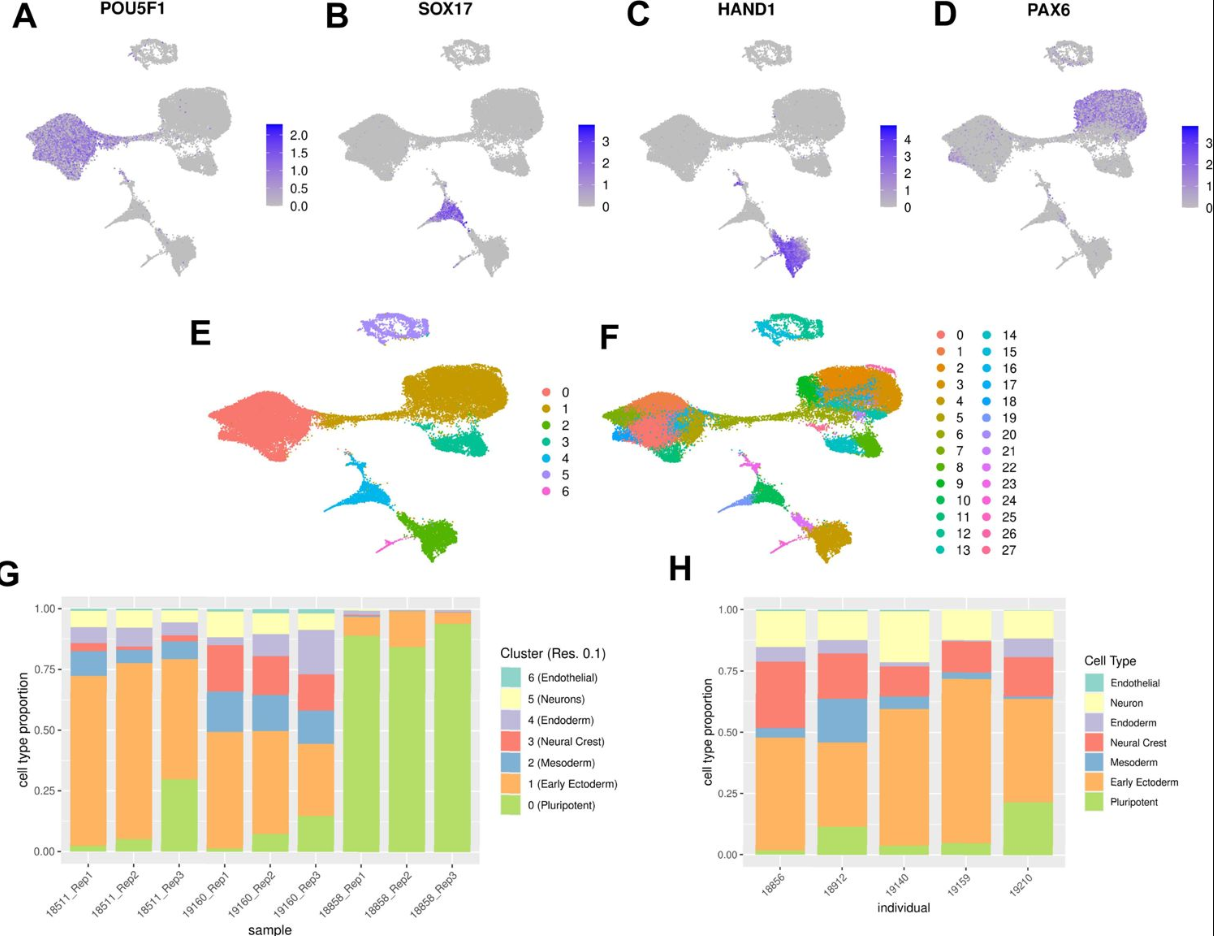 A POU5F1
B SOX17
C HAND1
D PAX6
2.0
1.5
1.0
0.5
0.0
3
2
1
0
4
3
2
1
0
3
2
1
0
E
0
1
2
3
4
5
6
F
0 14
1 15
2 16
3 17
4 18
5 19
6 20
7 21
8 22
9 23
10 24
11 25
12 26
13 27
G
1.00
0.75
0.50
0.25
0.00
cell type proportion
18511_Rep1
18511_Rep2
18511_Rep3
19160_Rep1
19160_Rep2
19160_Rep3
18858_Rep1
18858_Rep2
18858_Rep3
sample
Cluster (Res. 0.1)
6 (Endothelial)
5 (Neurons)
4 (Endoderm)
3 (Neural Crest)
2 (Mesoderm)
1 (Early Ectoderm)
0 (Pluripotent)
H
1.00
0.75
0.50
0.25
0.00
cell type proportion
18856
18912
19140
19159
19210
individual
Cell Type
Endothelial
Neuron
Endoderm
Neural Crest
Mesoderm
Early Ectoderm
Pluripotent